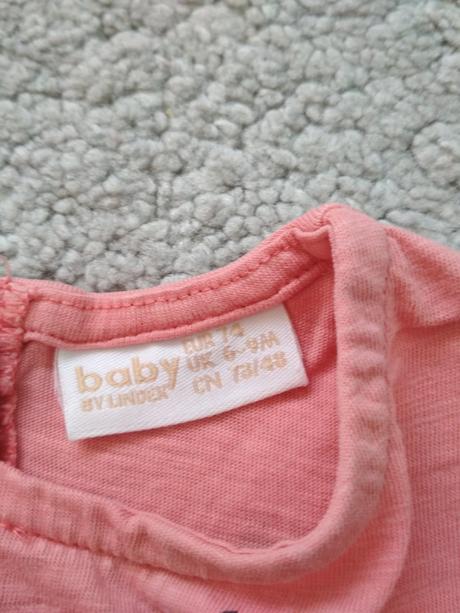 baby
BY LINDEX
EUR 74
UK 6-9M
CN 73/48